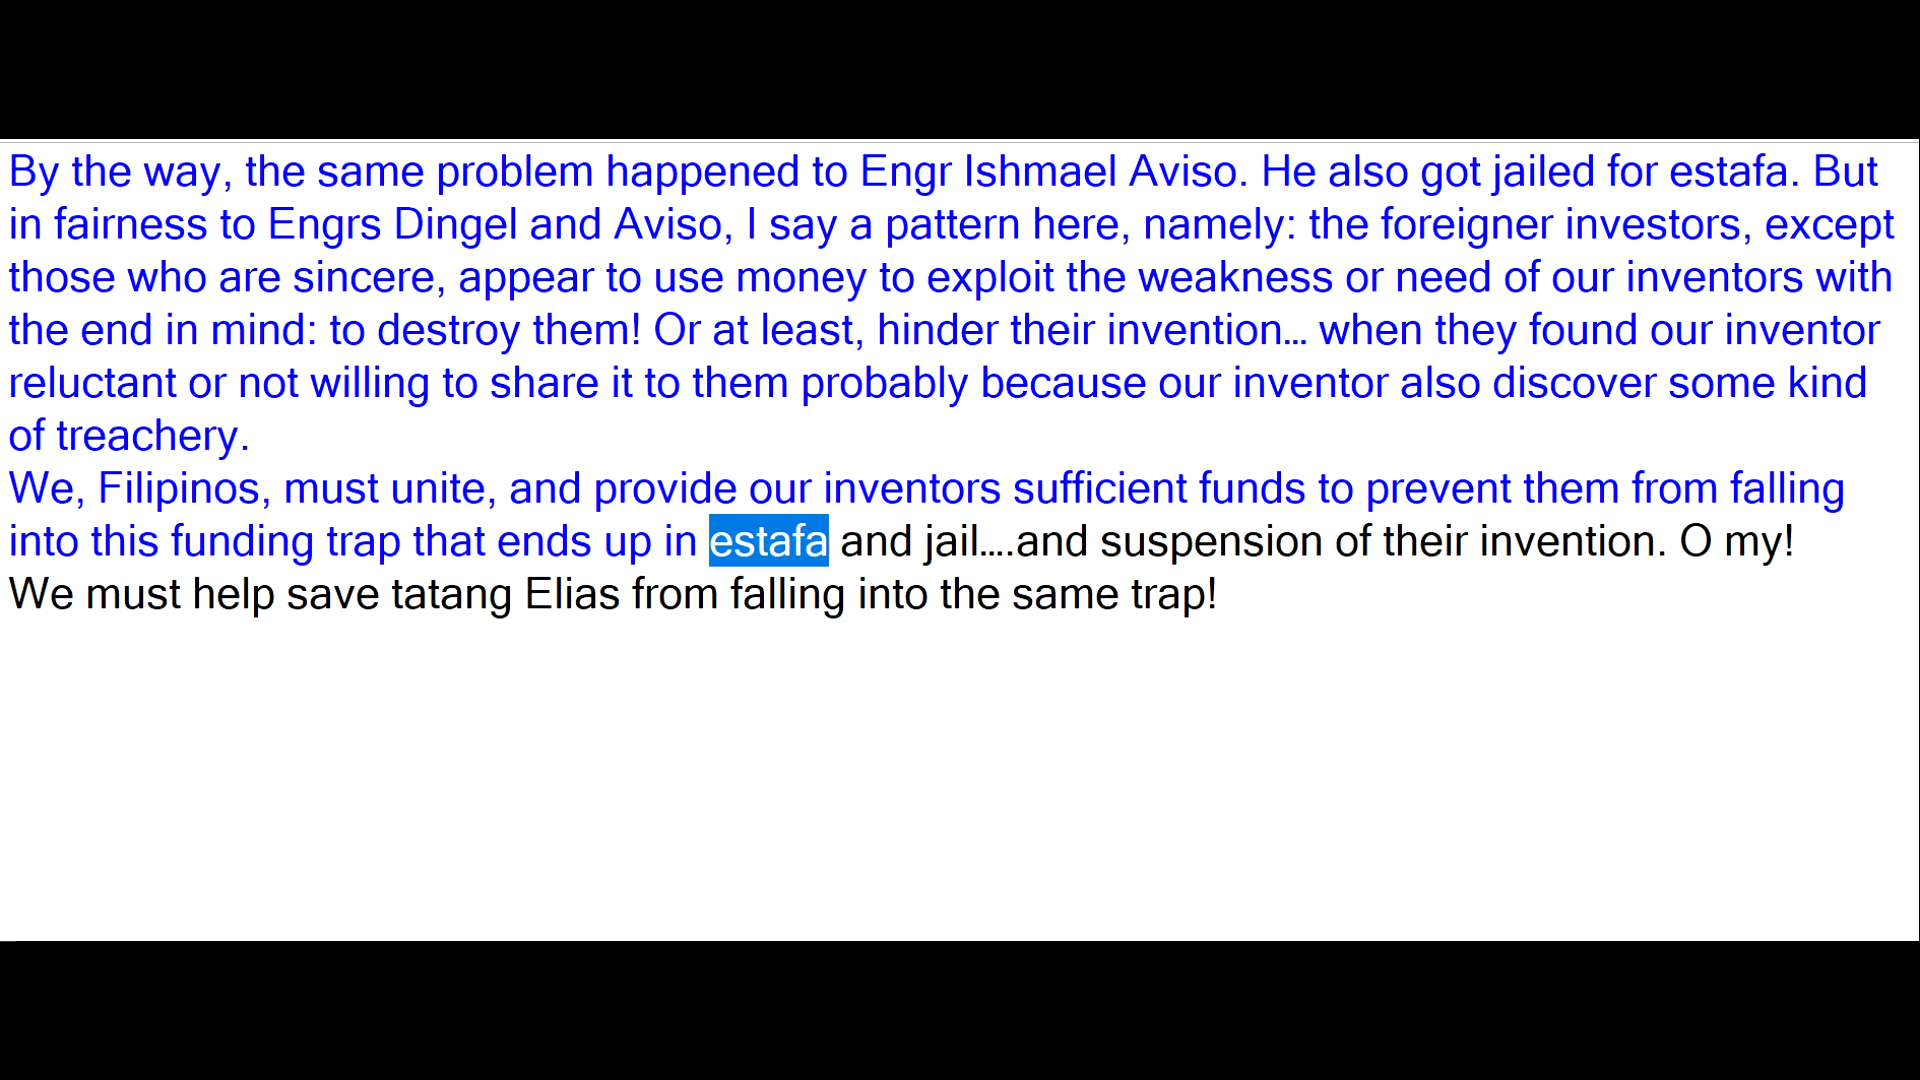 By the way, the same problem happened to Engr Ishmael Aviso. He also got jailed for estafa. But
in fairness to Engrs Dingel and Aviso, I say a pattern here, namely: the foreigner investors, except
those who are sincere, appear to use money to exploit the weakness or need of our inventors with
the end in mind: to destroy them! Or at least, hinder their invention... when they found our inventor
reluctant or not willing to share it to them probably because our inventor also discover some kind
of treachery.
We, Filipinos, must unite, and provide our inventors sufficient funds to prevent them from falling
into this funding trap that ends up in estafa and jail....and suspension of their invention. O my!
We must help save tatang Elias from falling into the same trap!